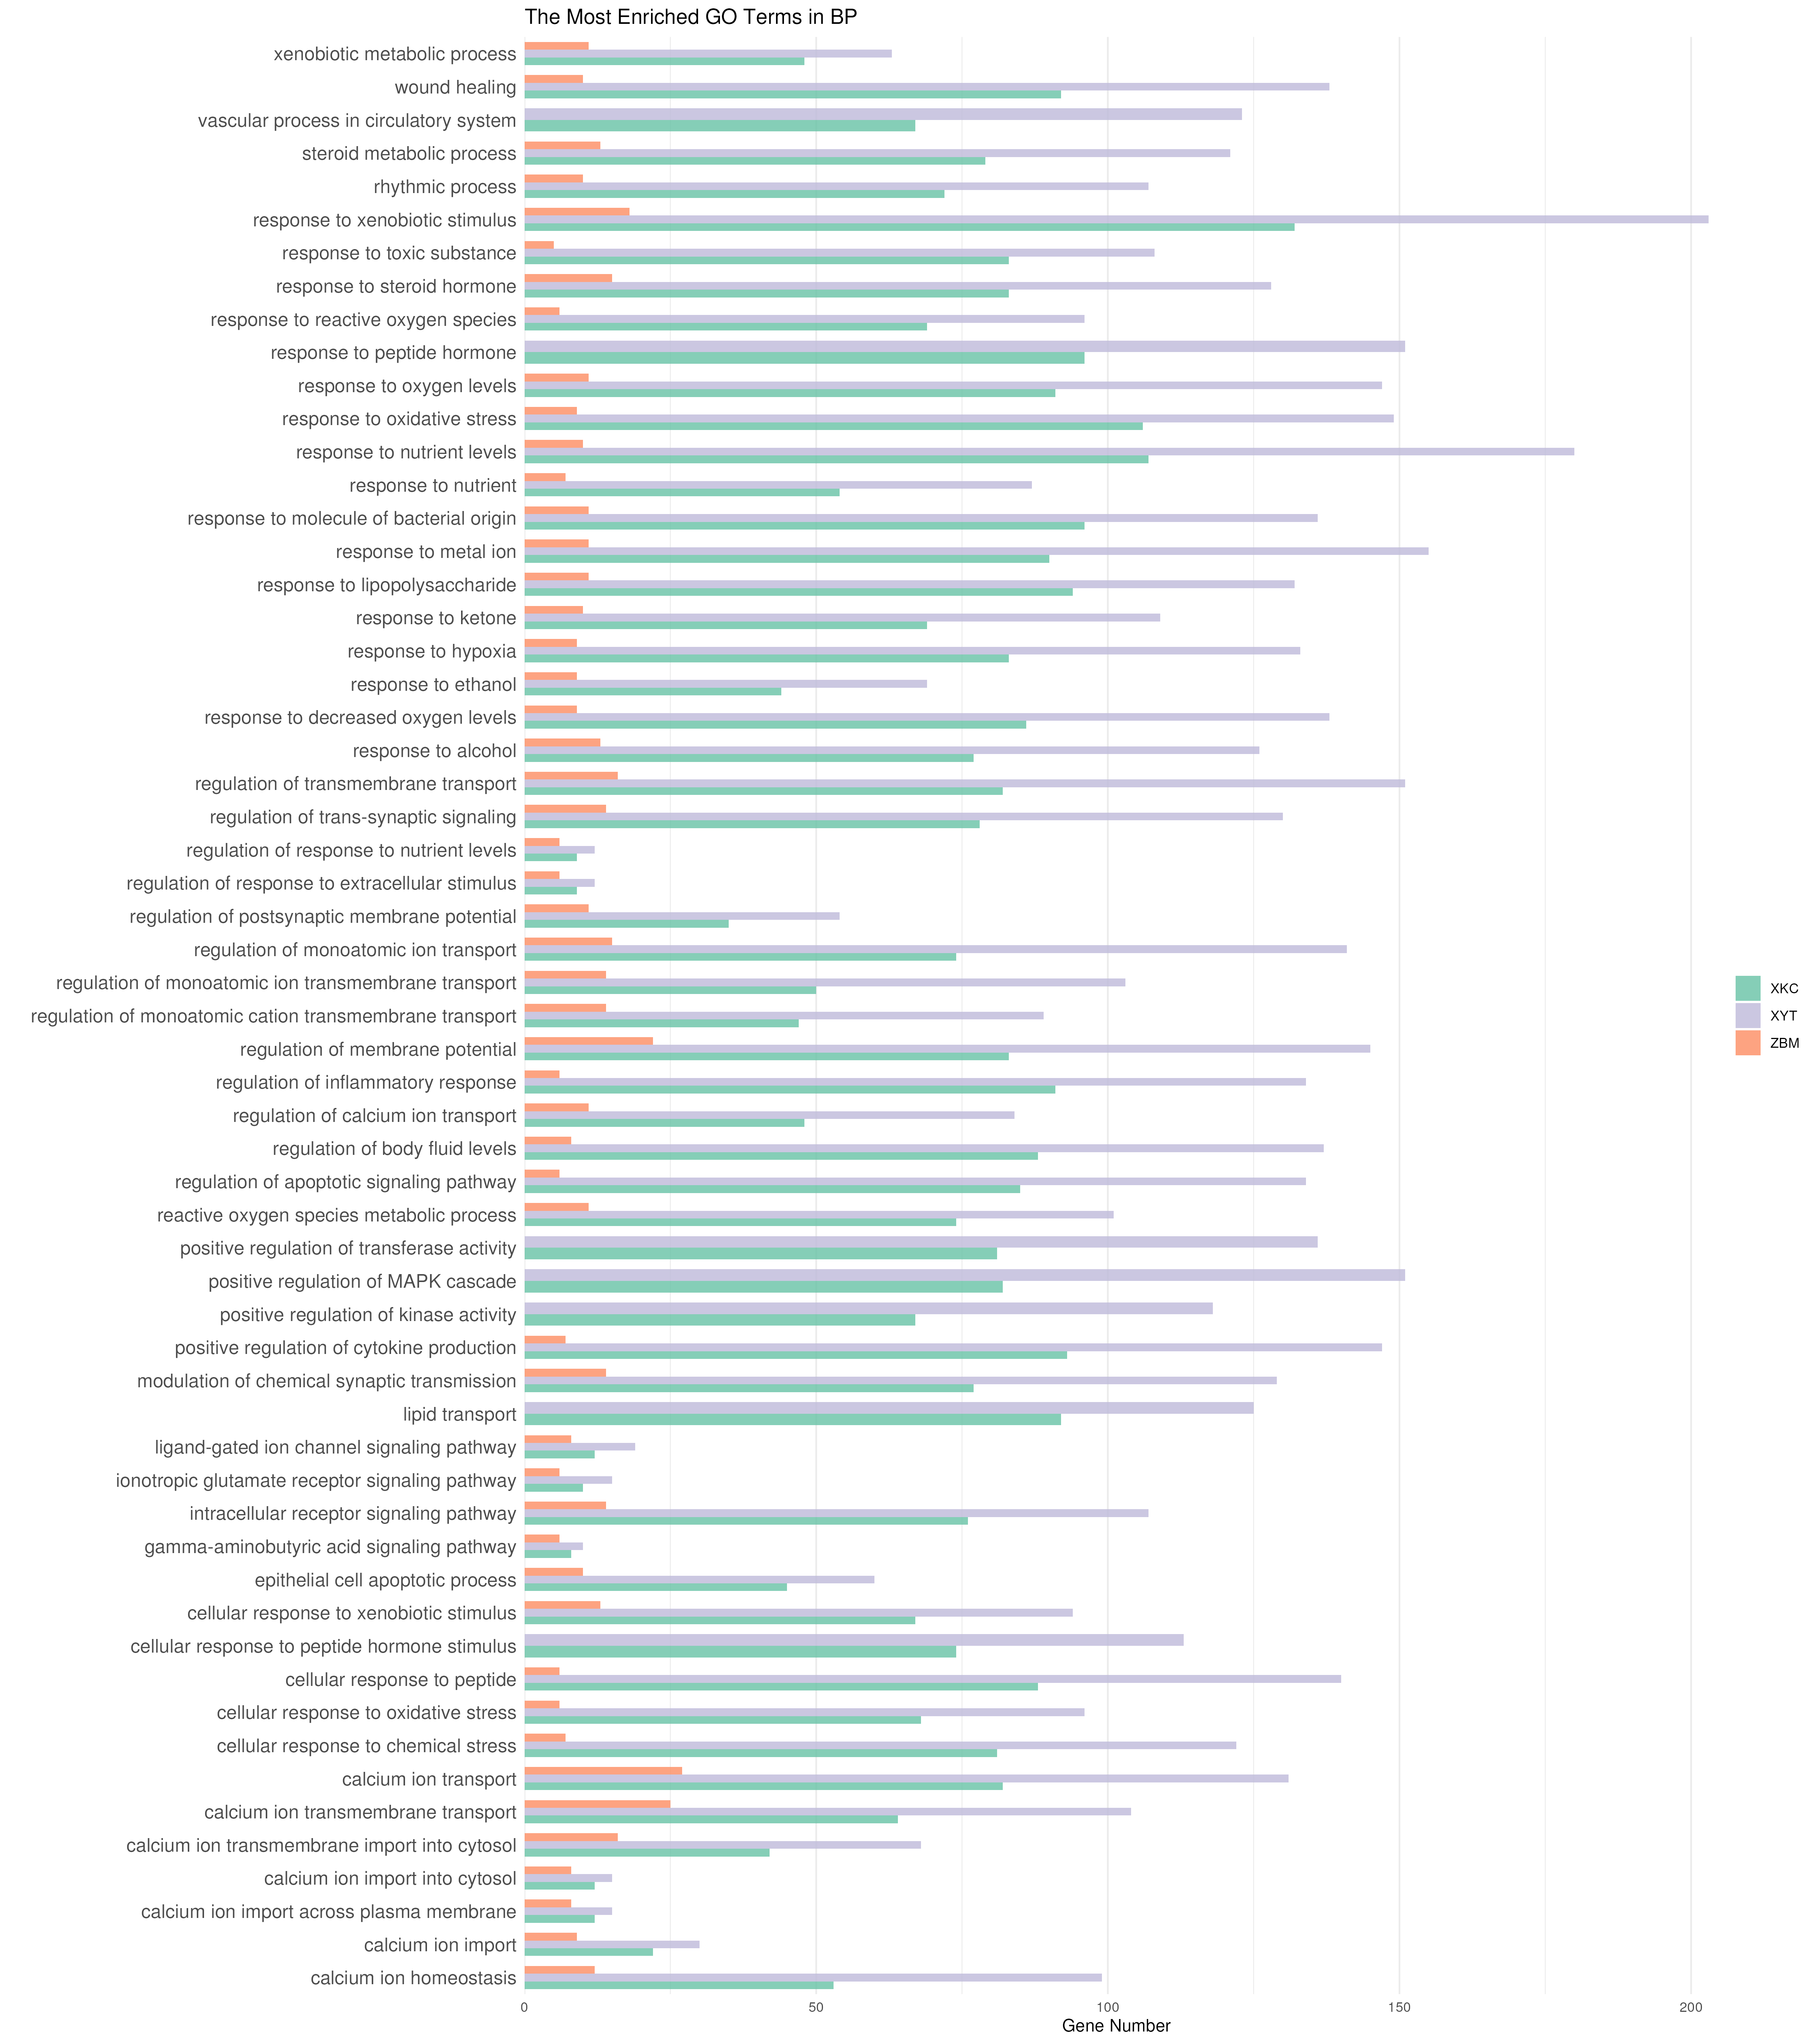 The Most Enriched GO Terms in BP
xenobiotic metabolic process
wound healing
vascular process in circulatory system
steroid metabolic process
rhythmic process
response to xenobiotic stimulus
response to toxic substance
response to steroid hormone
response to reactive oxygen species
response to peptide hormone
response to oxygen levels
response to oxidative stress
response to nutrient levels
response to nutrient
response to molecule of bacterial origin
response to metal ion
response to lipopolysaccharide
response to ketone
response to hypoxia
response to ethanol
response to decreased oxygen levels
response to alcohol
regulation of transmembrane transport
regulation of trans-synaptic signaling
regulation of response to nutrient levels
regulation of response to extracellular stimulus
regulation of postsynaptic membrane potential
regulation of monoatomic ion transport
regulation of monoatomic ion transmembrane transport
regulation of monoatomic cation transmembrane transport
regulation of membrane potential
regulation of inflammatory response
regulation of calcium ion transport
regulation of body fluid levels
regulation of apoptotic signaling pathway
reactive oxygen species metabolic process
positive regulation of transferase activity
positive regulation of MAPK cascade
positive regulation of kinase activity
positive regulation of cytokine production
modulation of chemical synaptic transmission
lipid transport
ligand-gated ion channel signaling pathway
ionotropic glutamate receptor signaling pathway
intracellular receptor signaling pathway
gamma-aminobutyric acid signaling pathway
epithelial cell apoptotic process
cellular response to xenobiotic stimulus
cellular response to peptide hormone stimulus
cellular response to peptide
cellular response to oxidative stress
cellular response to chemical stress
calcium ion transport
calcium ion transmembrane transport
calcium ion transmembrane import into cytosol
calcium ion import into cytosol
calcium ion import across plasma membrane
calcium ion import
calcium ion homeostasis
0 50 100 150 200
Gene Number
XKC
XYT
ZBM